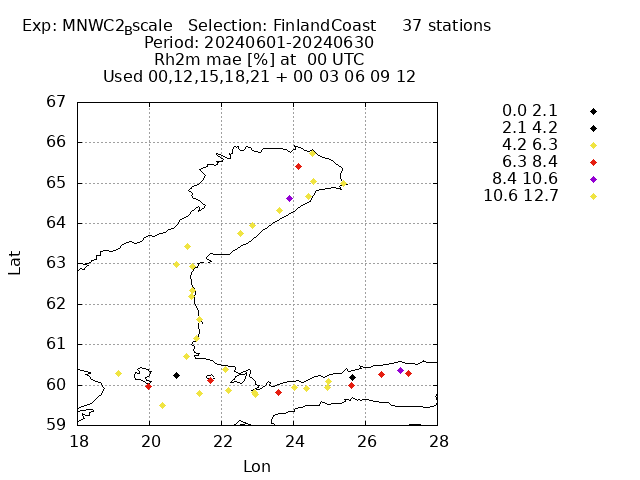 Exp: MNWC2_Bscale   Selection: FinlandCoast     37 stations
Period: 20240601-20240630
Rh2m mae [%] at  00 UTC
Used 00,12,15,18,21 + 00 03 06 09 12
0.0 2.1
2.1 4.2
4.2 6.3
6.3 8.4
8.4 10.6
10.6 12.7
67
66
65
64
63
62
61
60
59
Lat
18 20 22 24 26 28
Lon